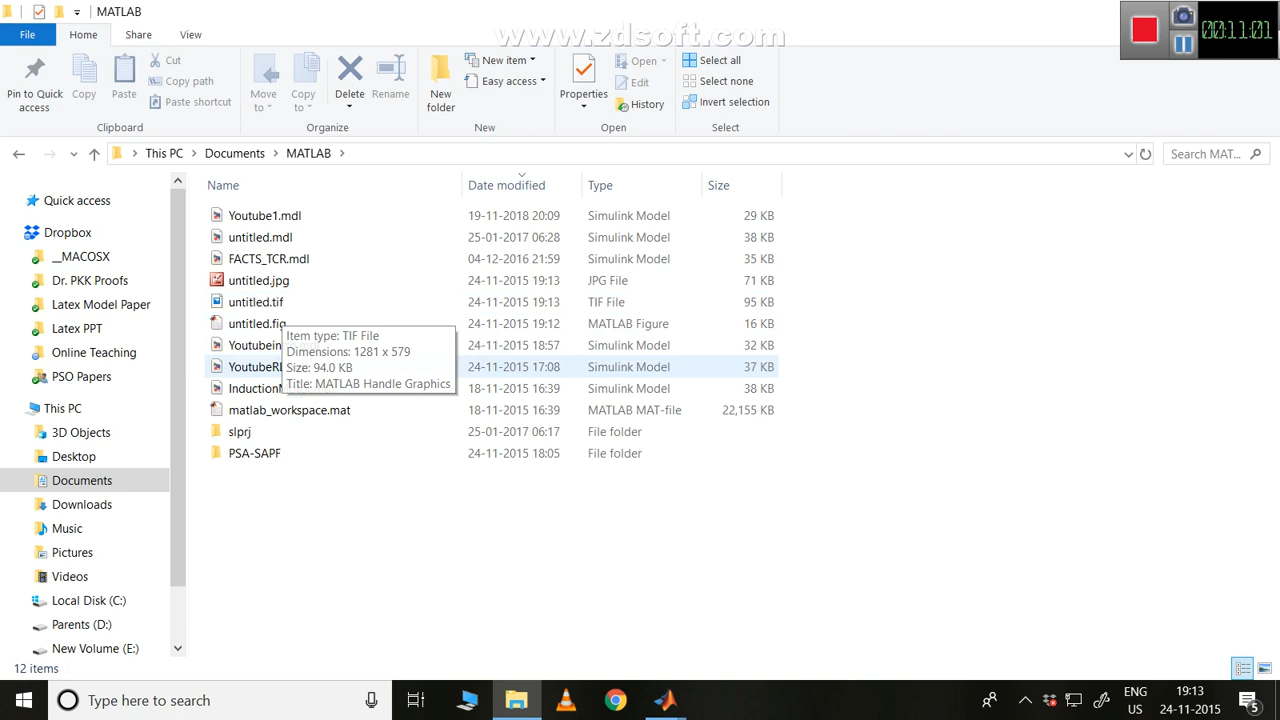 MATLAB
www.zdsoft.com
00:11:01
File Home Share View
Pin to Quick access
Copy
Paste
Cut
Copy path
Paste shortcut
Clipboard
Move to
Copy to
Delete
Rename
Organize
New folder
New item
Easy access
New
Properties
Open
Edit
History
Open
Select all
Select none
Invert selection
Select
This PC Documents MATLAB
Search MAT...
Name Date modified Type Size
Youtube1.mdl 19-11-2018 20:09 Simulink Model 29 KB
untitled.mdl 25-01-2017 06:28 Simulink Model 38 KB
FACTS_TCR.mdl 04-12-2016 21:59 Simulink Model 35 KB
untitled.jpg 24-11-2015 19:13 JPG File 71 KB
untitled.tif 24-11-2015 19:13 TIF File 95 KB
untitled.fig 24-11-2015 19:12 MATLAB Figure 16 KB
24-11-2015 18:57 Simulink Model 32 KB
24-11-2015 17:08 Simulink Model 37 KB
18-11-2015 16:39 Simulink Model 38 KB
matlab_workspace.mat 18-11-2015 16:39 MATLAB MAT-file 22,155 KB
slprj 25-01-2017 06:17 File folder
PSA-SAPF 24-11-2015 18:05 File folder
Item type: TIF File
Dimensions: 1281 x 579
Size: 94.0 KB
Title: MATLAB Handle Graphics
Quick access
Dropbox
__MACOSX
Dr. PKK Proofs
Latex Model Paper
Latex PPT
Online Teaching
PSO Papers
This PC
3D Objects
Desktop
Documents
Downloads
Music
Pictures
Videos
Local Disk (C:)
Parents (D:)
New Volume (E:)
12 items
Type here to search
ENG
US
19:13
24-11-2015
5